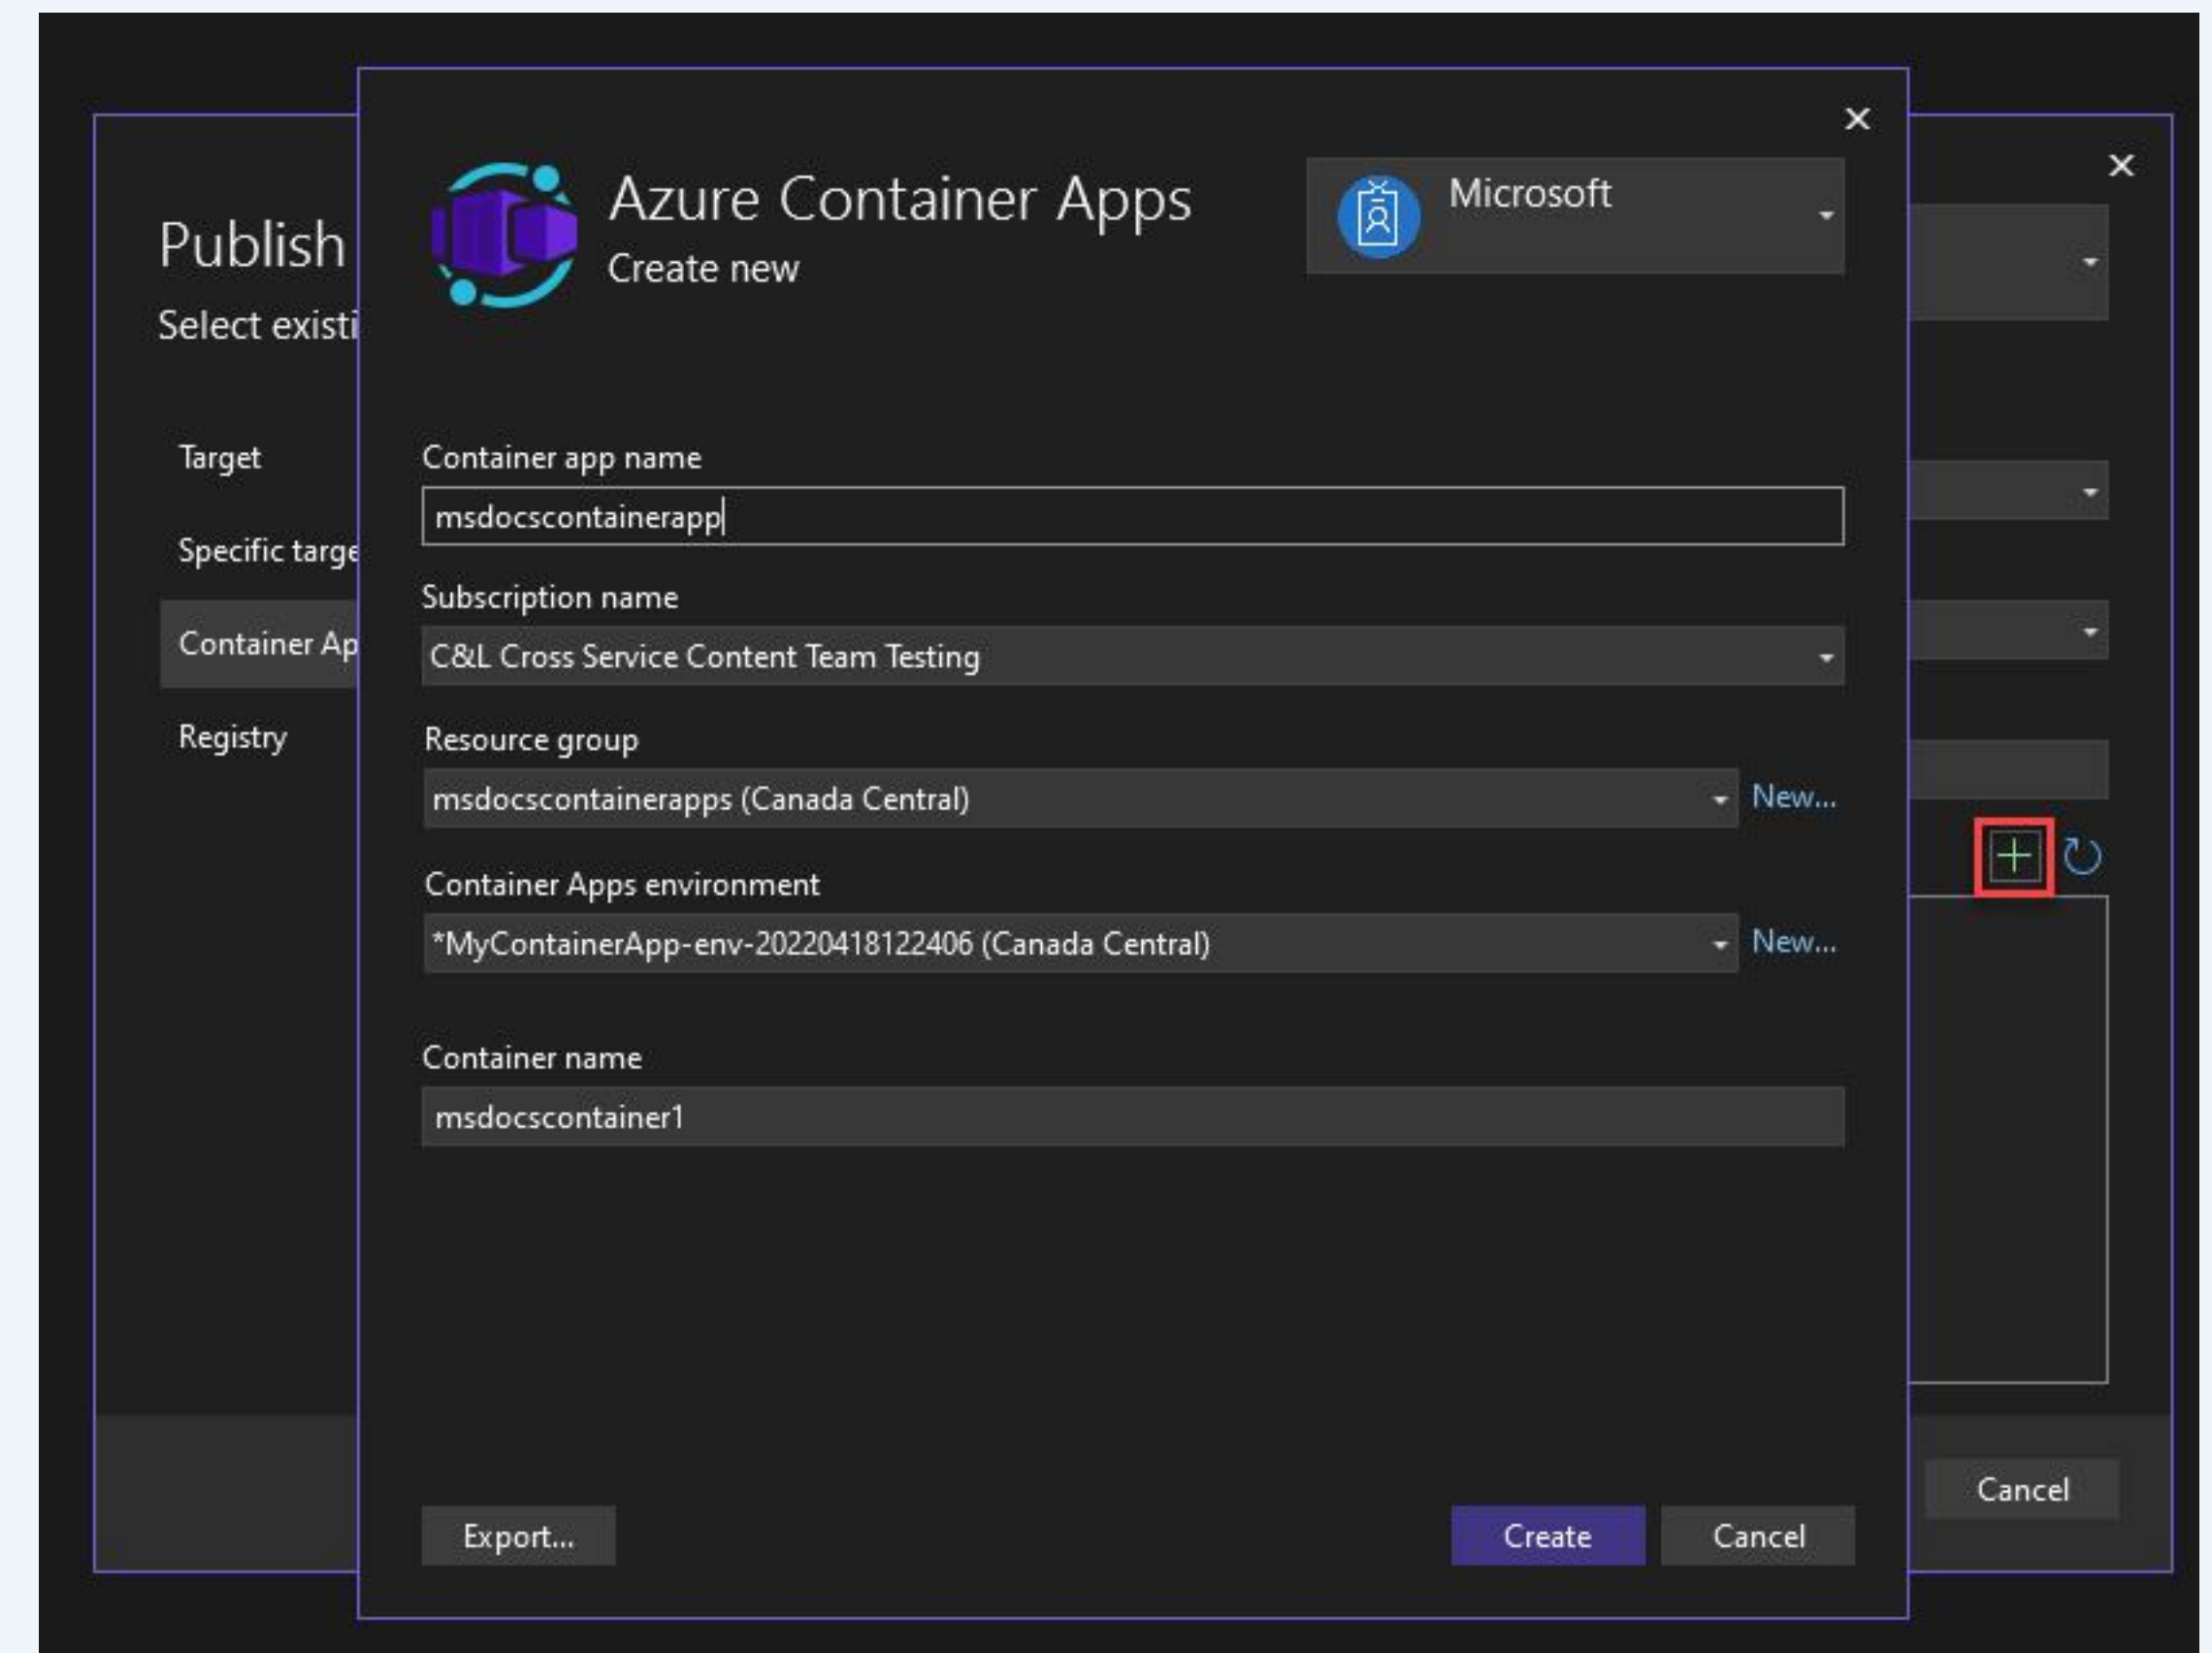 Publish
Select existi
Target
Specific targe
Container Ap
Registry
Azure Container Apps
Create new
Microsoft
Container app name
msdocscontainerapp
Subscription name
C&L Cross Service Content Team Testing
Resource group
msdocscontainerapps (Canada Central)
New...
Container Apps environment
*MyContainerApp-env-20220418122406 (Canada Central)
New...
Container name
msdocscontainer1
Export...
Create
Cancel
Cancel